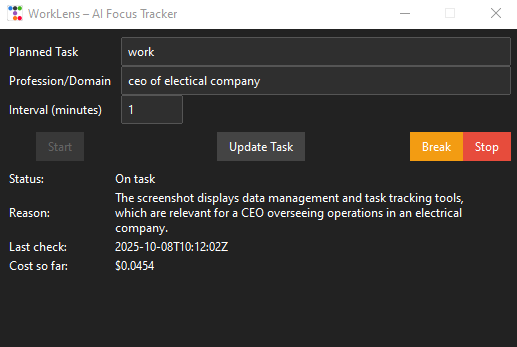 WorkLens – AI Focus Tracker
Planned Task work
Profession/Domain ceo of electical company
Interval (minutes) 1
Start Update Task Break Stop
Status: On task
Reason: The screenshot displays data management and task tracking tools,
which are relevant for a CEO overseeing operations in an electrical
company.
Last check: 2025-10-08T10:12:02Z
Cost so far: $0.0454